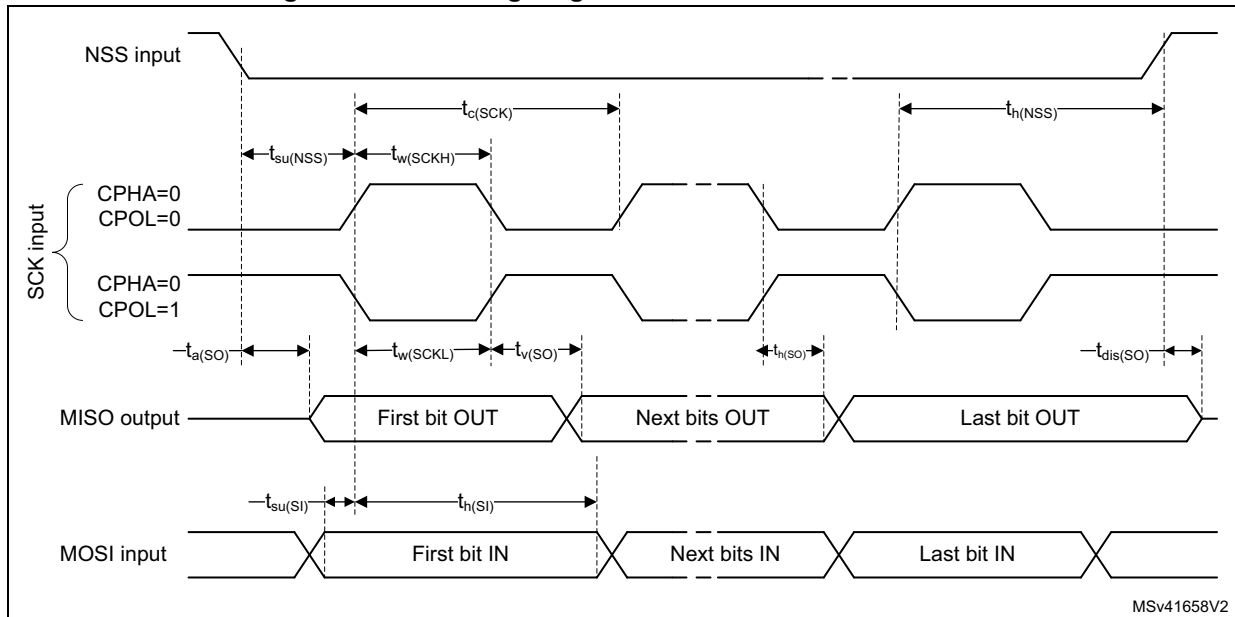 NSS input
tc(SCK)
th(NSS)
tsu(NSS)
tw(SCKH)
SCK input
CPHA=0
CPOL=0
CPHA=0
CPOL=1
ta(SO)
tw(SCKL)
tv(SO)
th(SO)
tdis(SO)
MISO output
First bit OUT
Next bits OUT
Last bit OUT
tsu(SI)
th(SI)
MOSI input
First bit IN
Next bits IN
Last bit IN
MSv41658V2